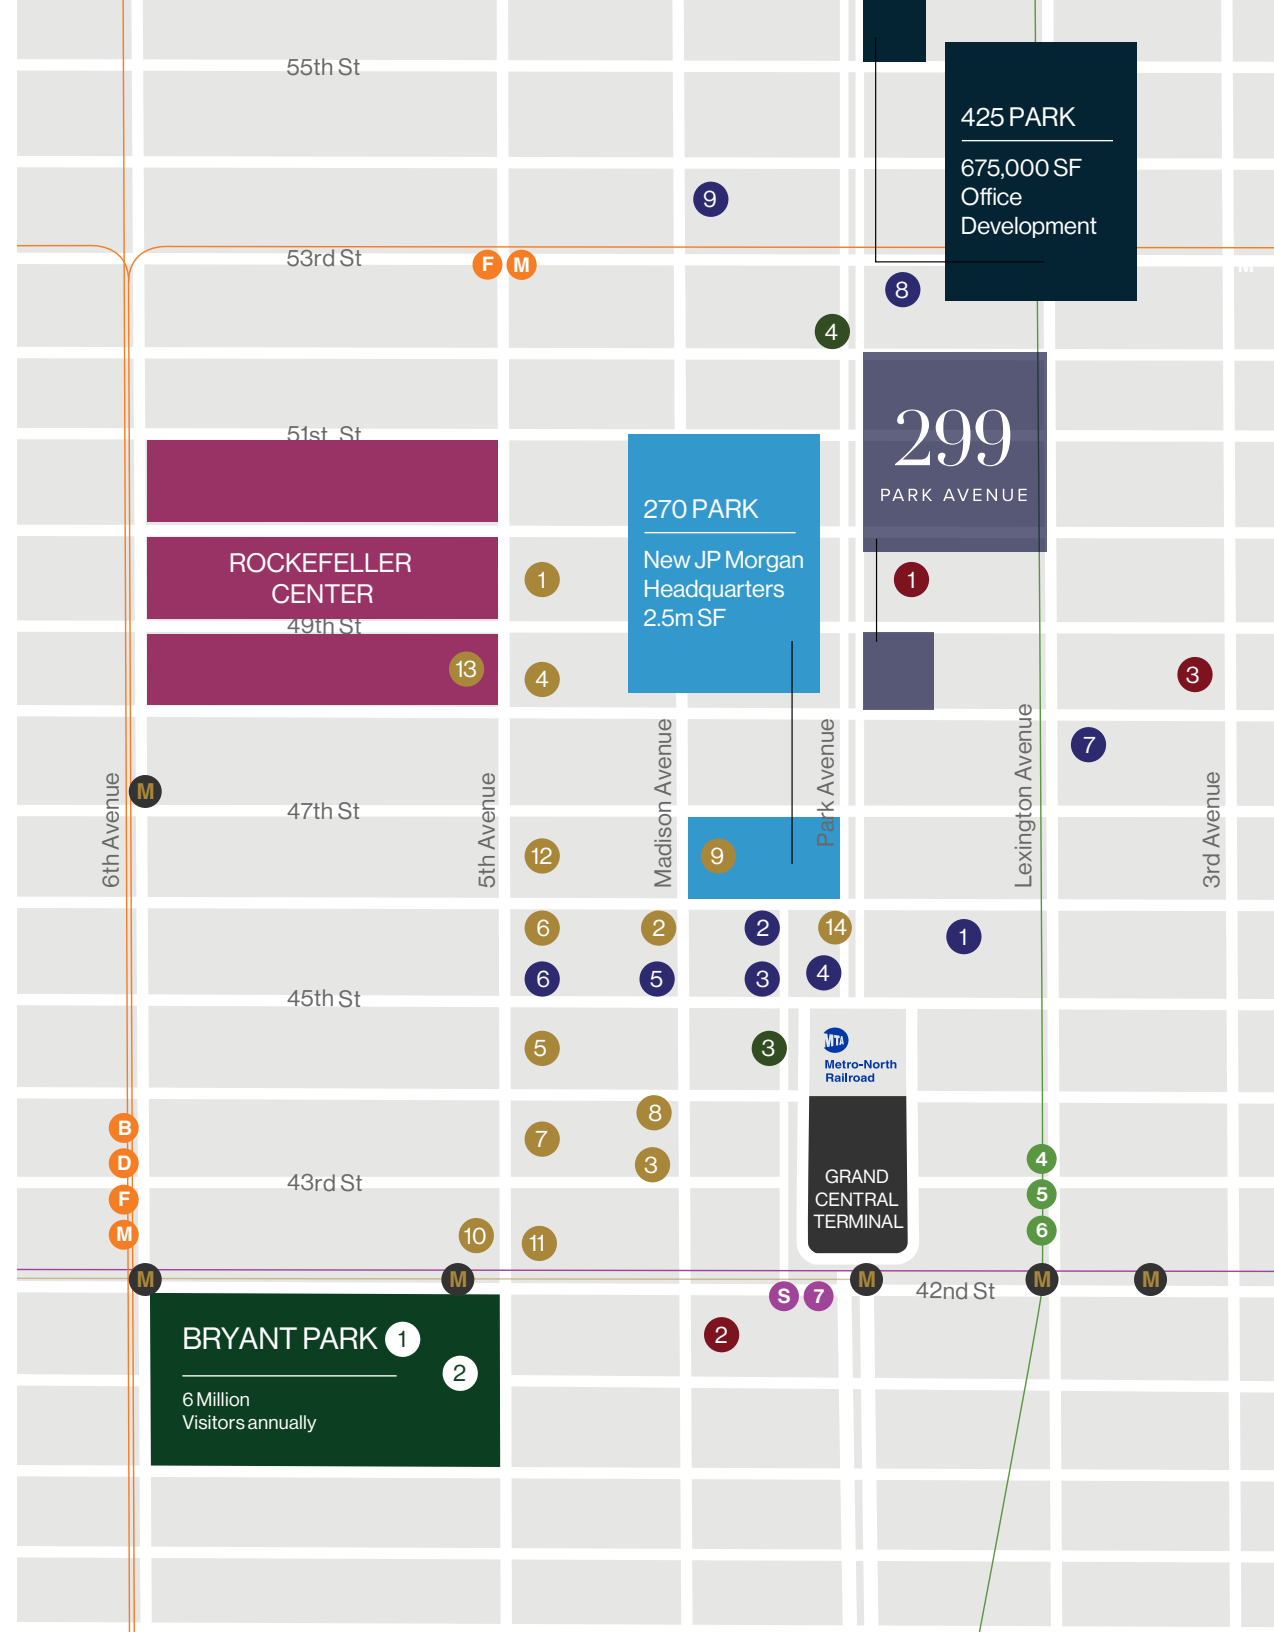 55th St
425 PARK
675,000 SF
Office
Development
9
53rd St
F
M
M
8
4
51st St
299
PARK AVENUE
270 PARK
New JP Morgan
Headquarters
2.5m SF
ROCKEFELLER
CENTER
1
1
49th St
13
4
3
7
6th Avenue
5th Avenue
Madison Avenue
Park Avenue
Lexington Avenue
3rd Avenue
M
47th St
12
9
6
2
2
14
1
6
5
3
4
45th St
5
3
MTA
Metro-North
Railroad
B
D
F
M
8
7
3
43rd St
10
11
GRAND
CENTRAL
TERMINAL
4
5
6
M
M
M
M
M
42nd St
S
7
2
BRYANT PARK
1
2
6 Million
Visitors annually